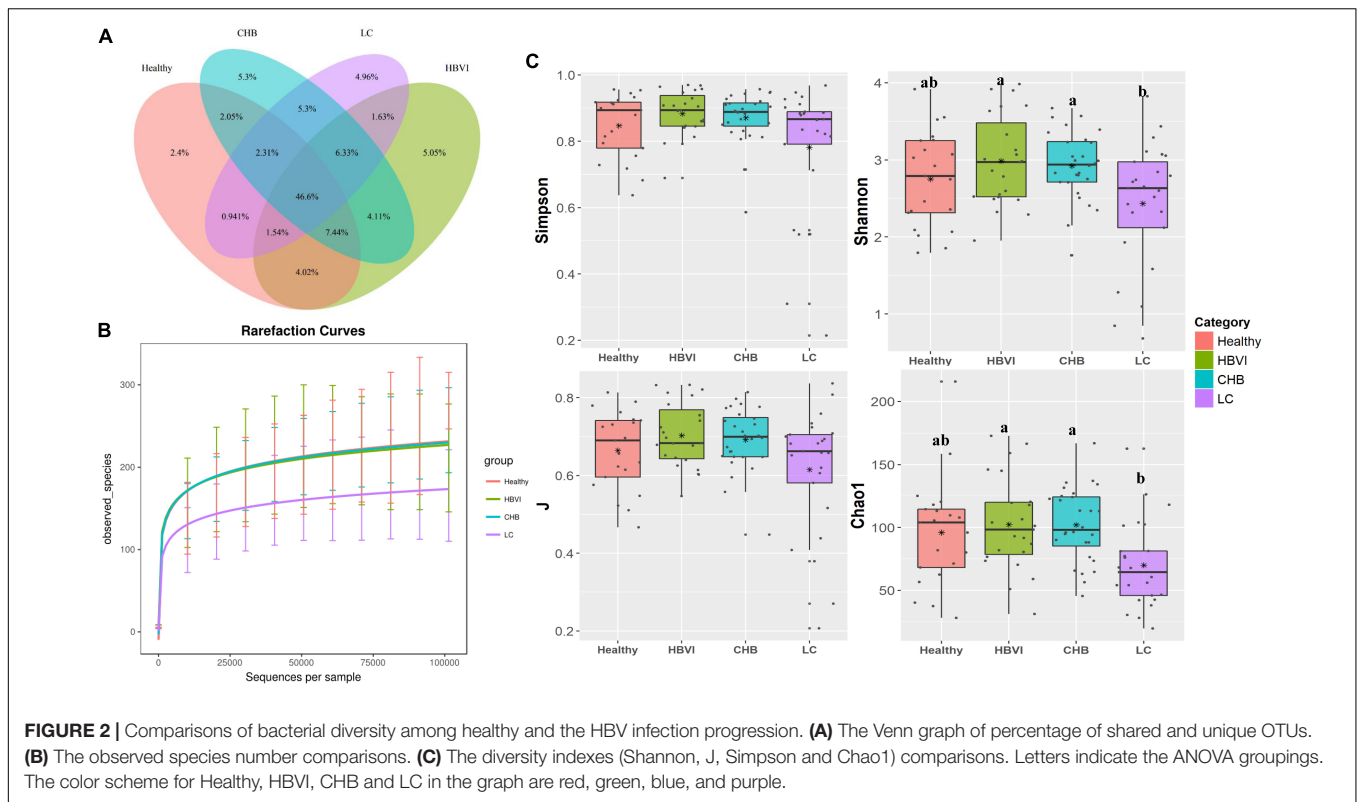 A
CHB
LC
Healthy
HBVI
5.3%
4.96%
2.05%
5.3%
1.63%
2.4%
2.31%
6.33%
5.05%
46.6%
0.941%
4.11%
1.54%
7.44%
4.02%
B
Rarefaction Curves
observed_species
300
200
100
0
0
25000
50000
75000
100000
Sequences per sample
group
Healthy
HBVI
CHB
LC
C
Simpson
1.0
0.8
0.6
0.4
0.2
Healthy
HBVI
CHB
LC
Shannon
4
3
2
1
ab
a
a
b
Healthy
HBVI
CHB
LC
J
0.8
0.6
0.4
0.2
Healthy
HBVI
CHB
LC
Chao1
200
150
100
50
ab
a
a
b
Healthy
HBVI
CHB
LC
Category
Healthy
HBVI
CHB
LC
FIGURE 2 | Comparisons of bacterial diversity among healthy and the HBV infection progression. (A) The Venn graph of percentage of shared and unique OTUs.
(B) The observed species number comparisons. (C) The diversity indexes (Shannon, J, Simpson and Chao1) comparisons. Letters indicate the ANOVA groupings.
The color scheme for Healthy, HBVI, CHB and LC in the graph are red, green, blue, and purple.